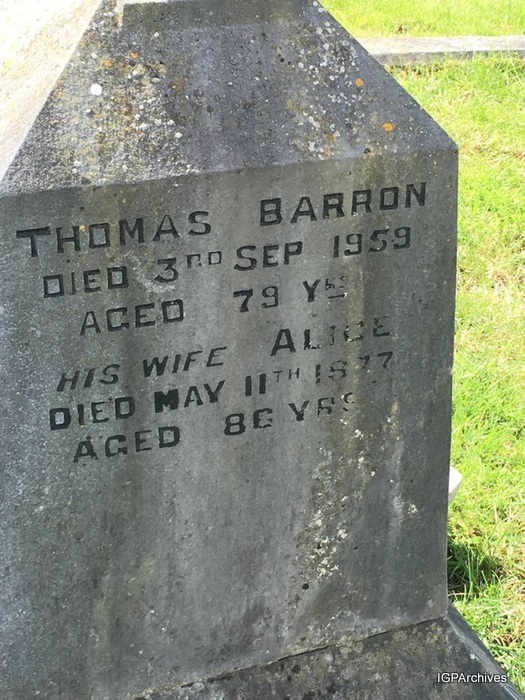 THOMAS BARRON
DIED 3RD SEP 1959
AGED 79 YRS
HIS WIFE ALICE
DIED MAY 11TH 1977
AGED 86 YRS
IGPArchives